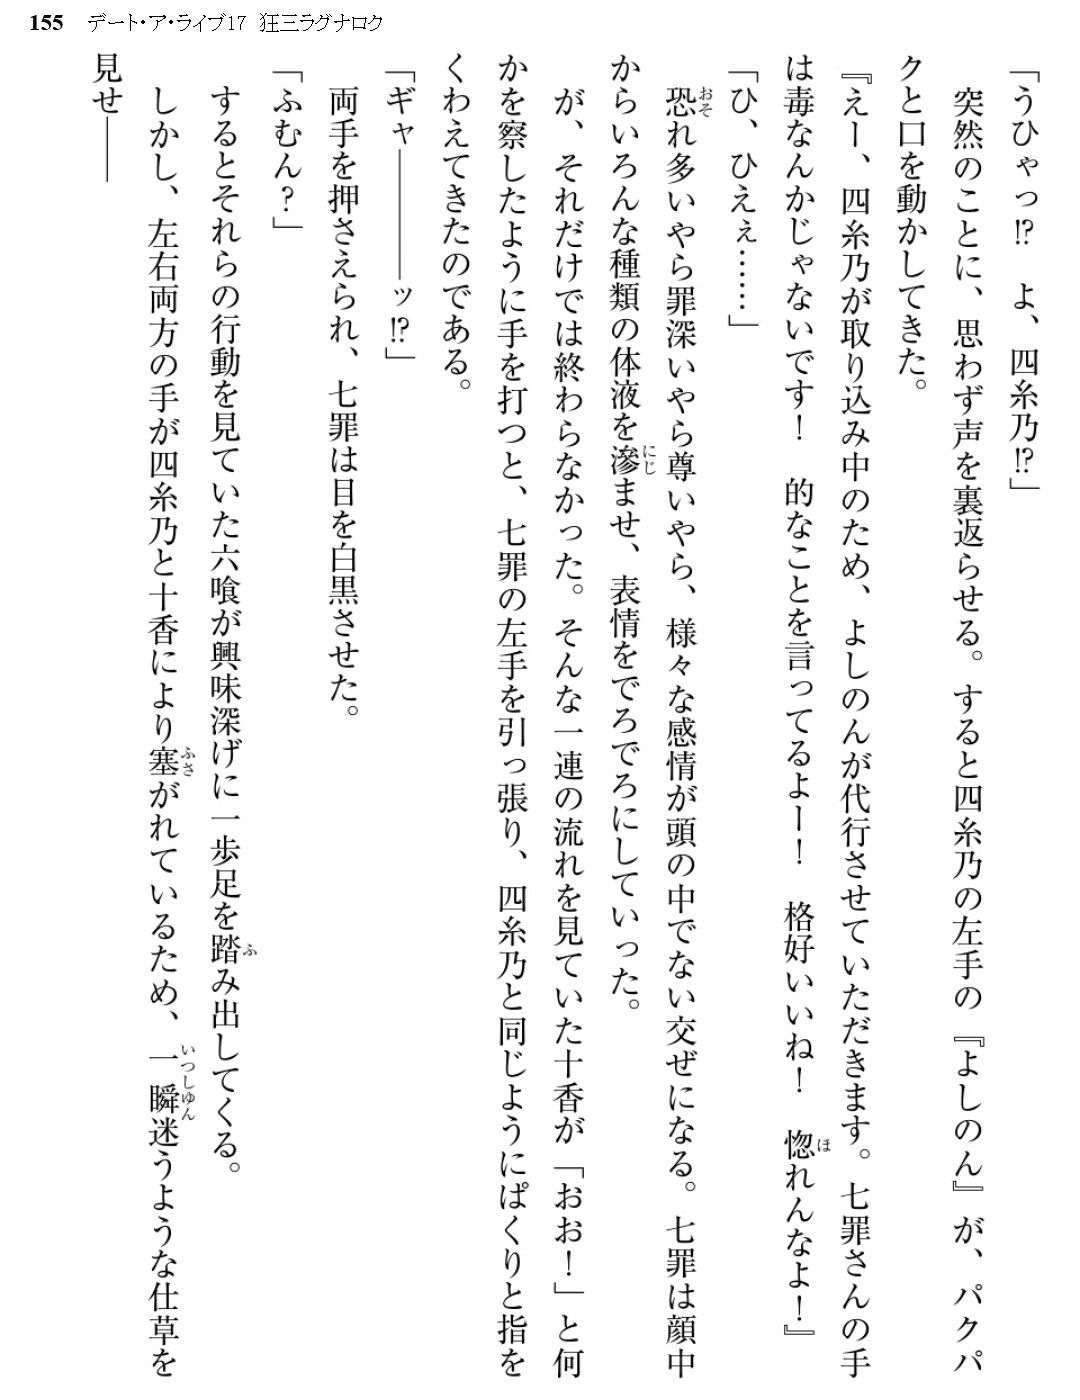 155 デート・ア・ライブ17 狂三ラグナロク
「うひゃっ!? よ、四糸乃!?」
突然のことに、思わず声を裏返らせる。すると四糸乃の左手の『よしのん』が、パクパ
クと口を動かしてきた。
『えー、四糸乃が取り込み中のため、よしのんが代行させていただきます。七罪さんの手
は毒なんかじゃないです! 的なことを言ってるよー! 格好いいね! 惚れんなよ!』
「ひ、ひえぇ……」
恐れ多いやら罪深いやら尊いやら、様々な感情が頭の中でない交ぜになる。七罪は顔中
からいろんな種類の体液を滲ませ、表情をでろでろにしていった。
が、それだけでは終わらなかった。そんな一連の流れを見ていた十香が「おお!」と何
かを察したように手を打つと、七罪の左手を引っ張り、四糸乃と同じようにぱくりと指を
くわえてきたのである。
「ギャ――――ッ!?」
両手を押さえられ、七罪は目を白黒させた。
「ふむん?」
するとそれらの行動を見ていた六喰が興味深げに一歩足を踏み出してくる。
しかし、左右両方の手が四糸乃と十香により塞がれているため、一瞬迷うような仕草を
見せ――